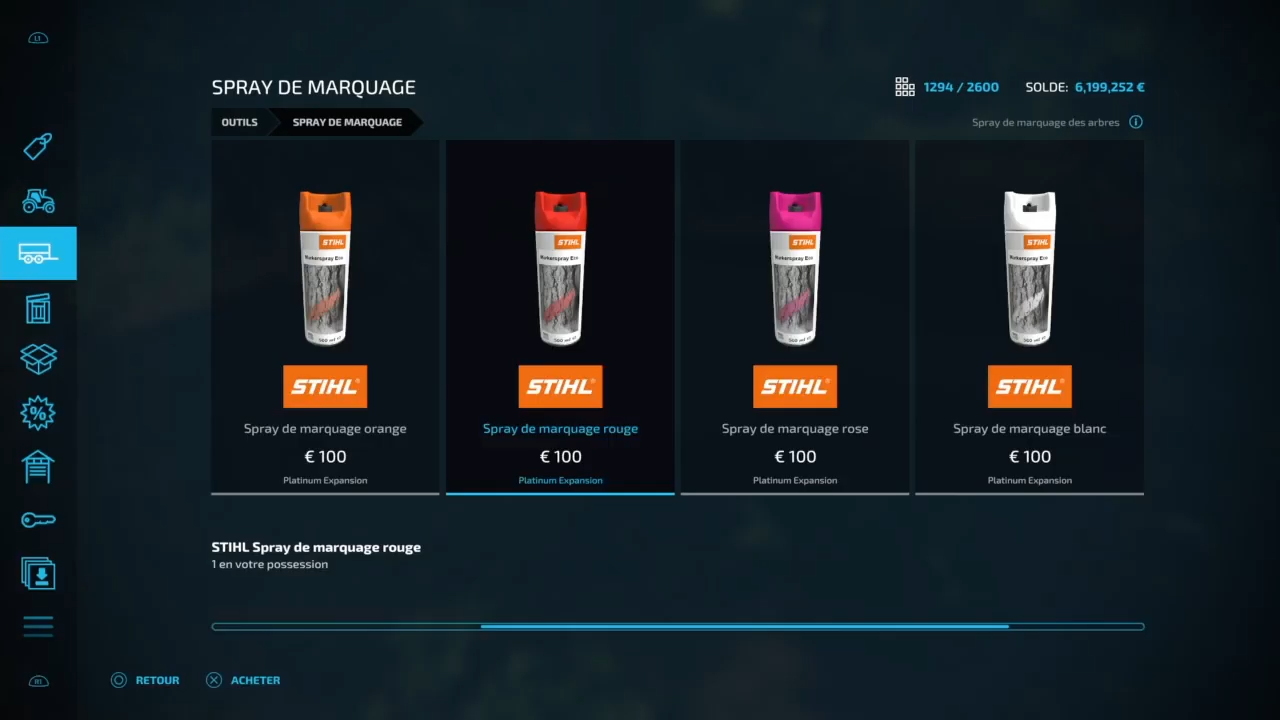 L1
SPRAY DE MARQUAGE
1294 / 2600
SOLDE: 6,199,252 €
OUTILS
SPRAY DE MARQUAGE
Spray de marquage des arbres
STIHL
STIHL
STIHL
STIHL
STIHL
STIHL
STIHL
STIHL
Spray de marquage orange
Spray de marquage rouge
Spray de marquage rose
Spray de marquage blanc
€ 100
€ 100
€ 100
€ 100
Platinum Expansion
Platinum Expansion
Platinum Expansion
Platinum Expansion
STIHL Spray de marquage rouge
1 en votre possession
RETOUR
ACHETER
R1